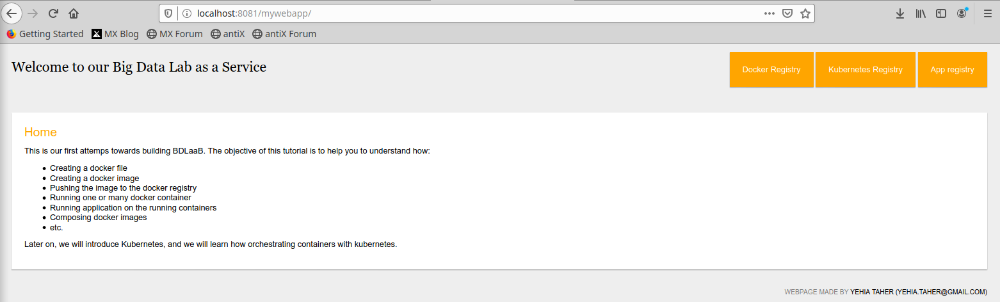 localhost:8081/mywebapp/
Getting Started MX Blog MX Forum antiX antiX Forum
Welcome to our Big Data Lab as a Service
Docker Registry Kubernetes Registry App registry
Home
This is our first attemps towards building BDLaaB. The objective of this tutorial is to help you to understand how:
Creating a docker file
Creating a docker image
Pushing the image to the docker registry
Running one or many docker container
Running application on the running containers
Composing docker images
etc.
Later on, we will introduce Kubernetes, and we will learn how orchestrating containers with kubernetes.
WEBPAGE MADE BY YEHIA TAHER (YEHIA.TAHER@GMAIL.COM)